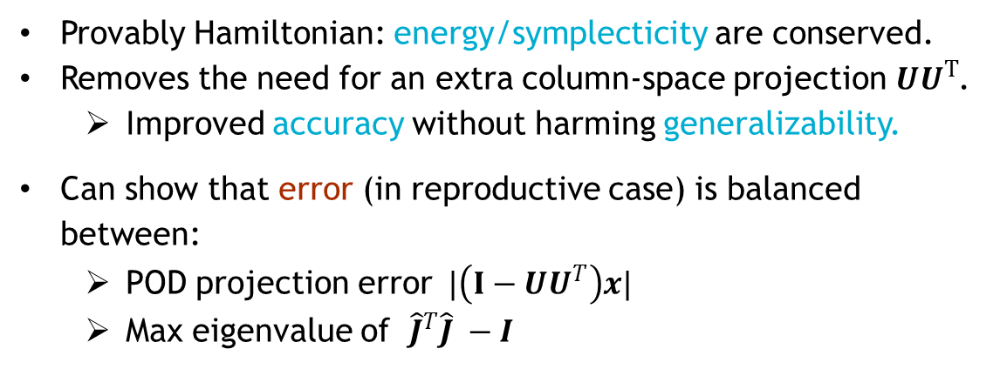 • Provably Hamiltonian: energy/symplecticity are conserved.
• Removes the need for an extra column-space projection 𝑼𝑼ᵀ.
➢ Improved accuracy without harming generalizability.
• Can show that error (in reproductive case) is balanced
between:
➢ POD projection error |(𝐈 − 𝑼𝑼ᵀ)𝒙|
➢ Max eigenvalue of 𝑱̂ᵀ𝑱̂ − 𝑰